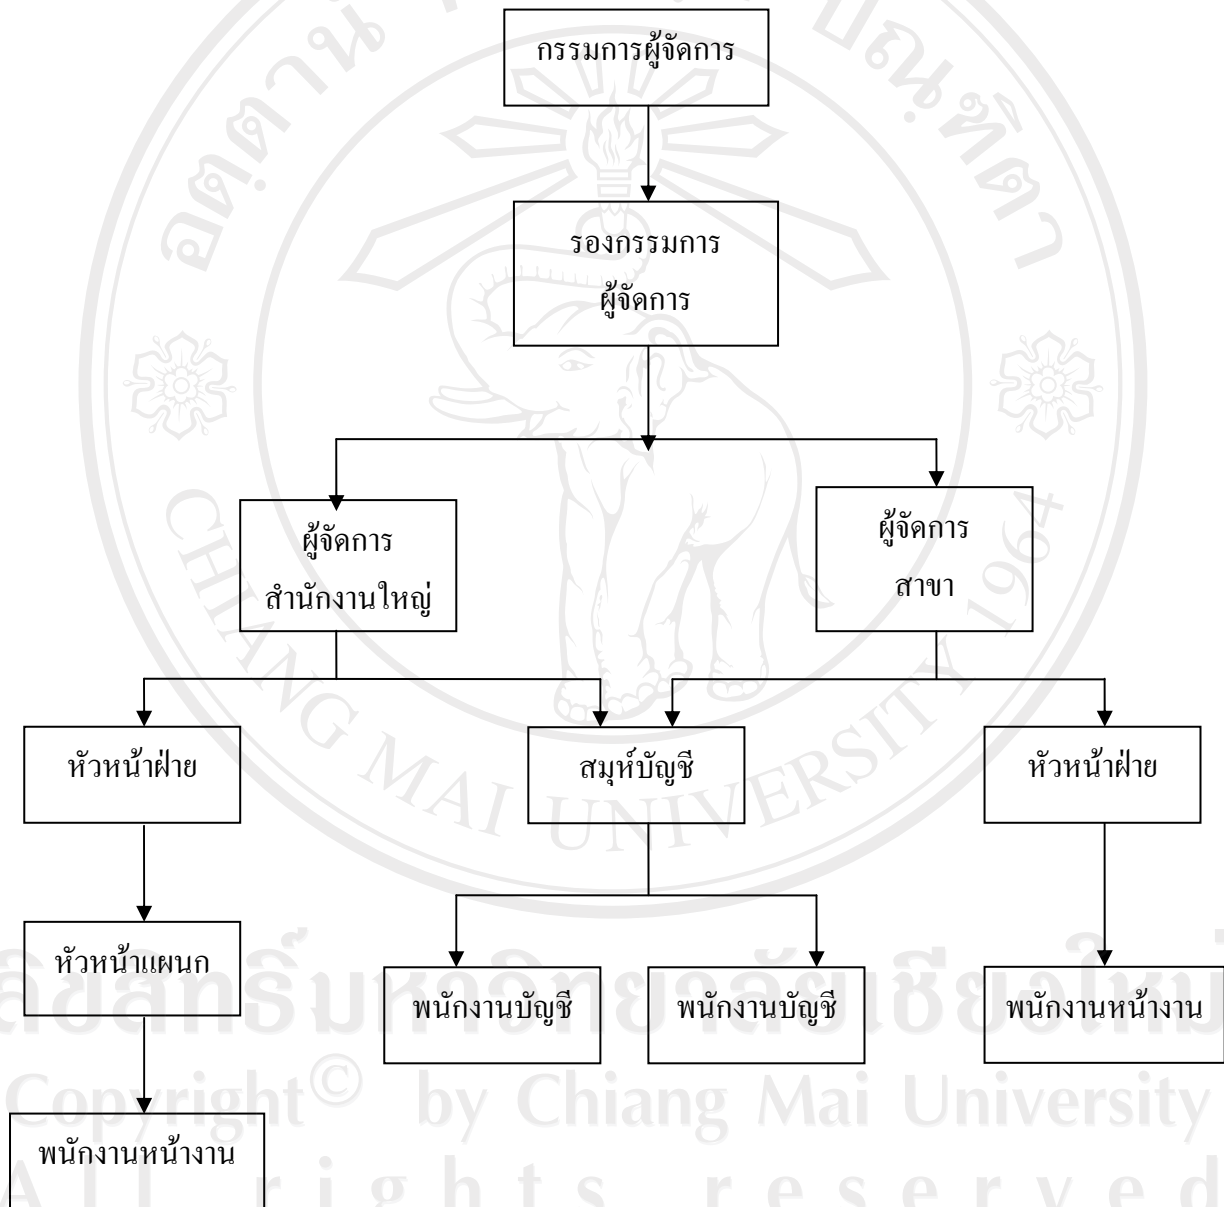 กรรมการผู้จัดการ
รองกรรมการ
ผู้จัดการ
ผู้จัดการ
สำนักงานใหญ่
ผู้จัดการ
สาขา
หัวหน้าฝ่าย
สมุห์บัญชี
หัวหน้าฝ่าย
หัวหน้าแผนก
พนักงานบัญชี
พนักงานบัญชี
พนักงานหน้างาน
พนักงานหน้างาน
CHIANG MAI UNIVERSITY 1964
ลิขสิทธิ์มหาวิทยาลัยเชียงใหม่
Copyright© by Chiang Mai University
All rights reserved